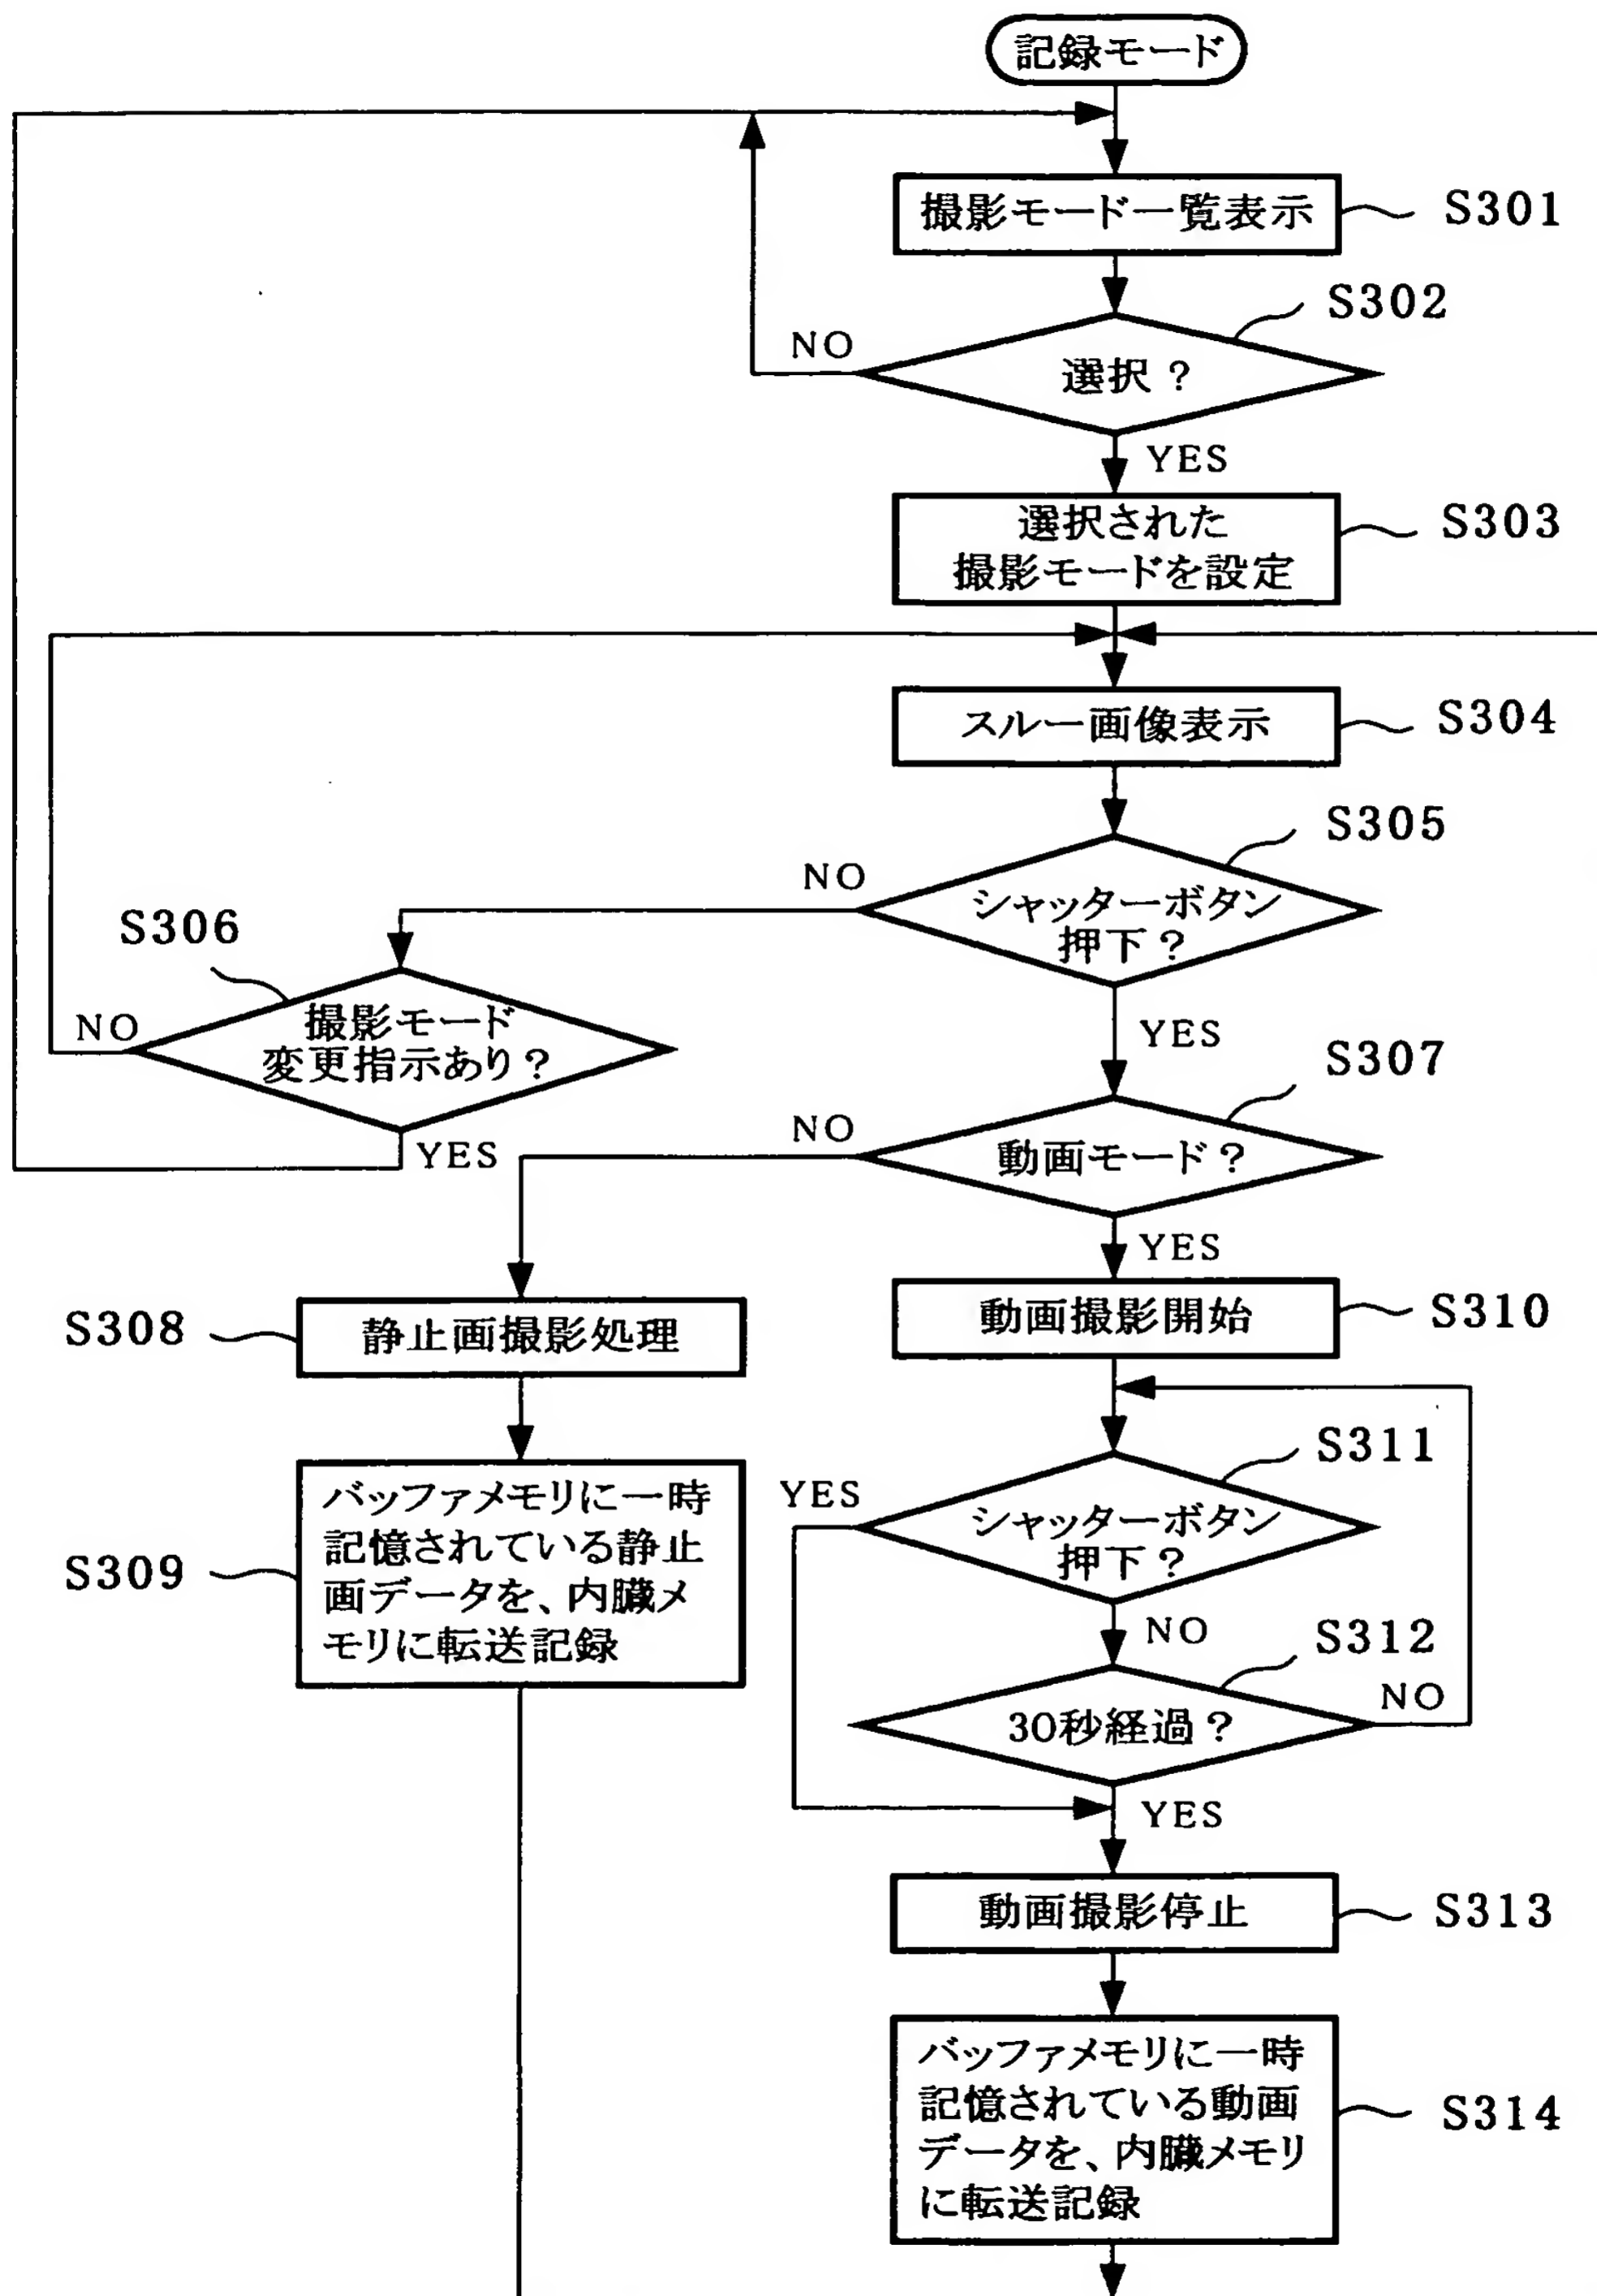 記録モード
撮影モード一覧表示
S301
S302
選択？
NO
YES
選択された
撮影モードを設定
S303
スルー画像表示
S304
S305
シャッターボタン
押下？
NO
YES
S306
撮影モード
変更指示あり？
NO
YES
S307
動画モード？
NO
YES
S308
静止画撮影処理
動画撮影開始
S310
S309
バッファメモリに一時
記憶されている静止
画データを、内臓メ
モリに転送記録
S311
シャッターボタン
押下？
YES
NO
S312
30秒経過？
NO
YES
動画撮影停止
S313
バッファメモリに一時
記憶されている動画
データを、内臓メモリ
に転送記録
S314